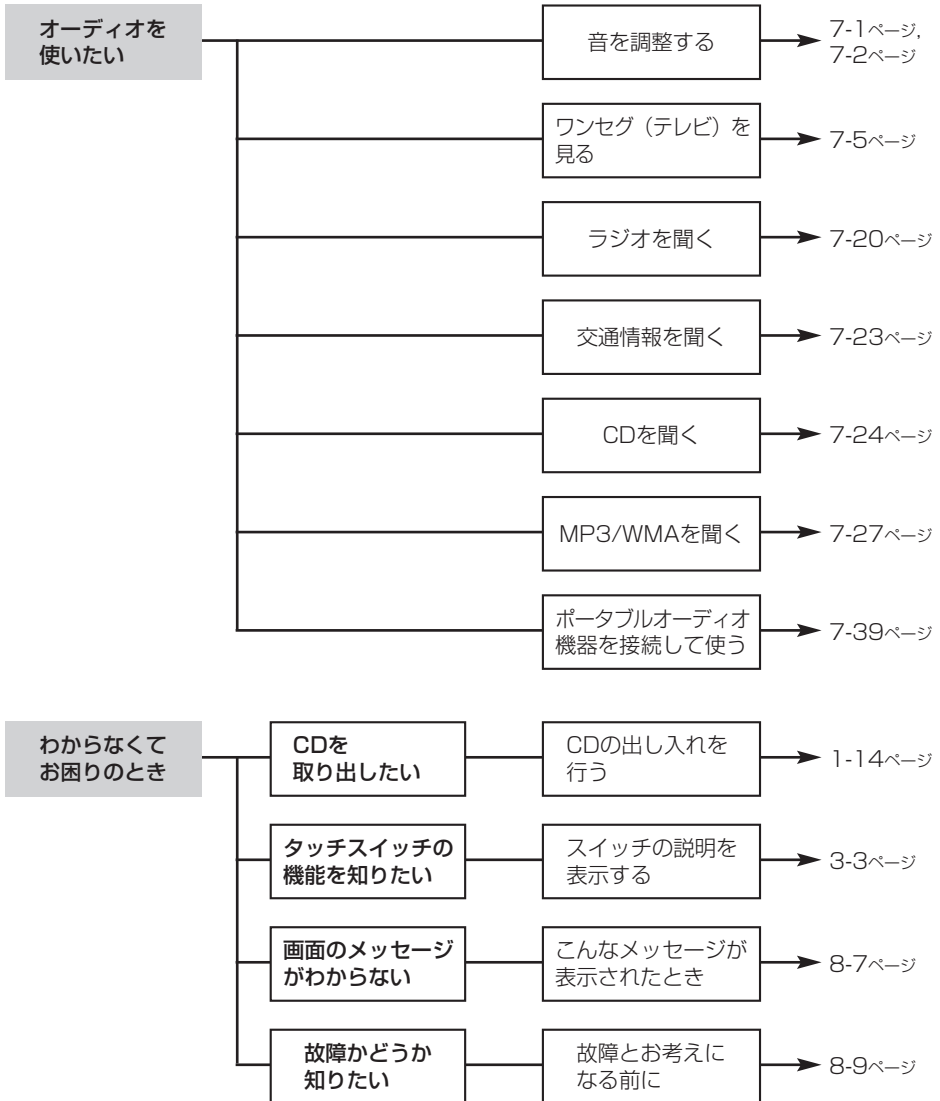 オーディオを
使いたい
音を調整する
7-1ページ,
7-2ページ
ワンセグ（テレビ）を
見る
7-5ページ
ラジオを聞く
7-20ページ
交通情報を聞く
7-23ページ
CDを聞く
7-24ページ
MP3/WMAを聞く
7-27ページ
ポータブルオーディオ
機器を接続して使う
7-39ページ
わからなくて
お困りのとき
CDを
取り出したい
CDの出し入れを
行う
1-14ページ
タッチスイッチの
機能を知りたい
スイッチの説明を
表示する
3-3ページ
画面のメッセージ
がわからない
こんなメッセージが
表示されたとき
8-7ページ
故障かどうか
知りたい
故障とお考えに
なる前に
8-9ページ